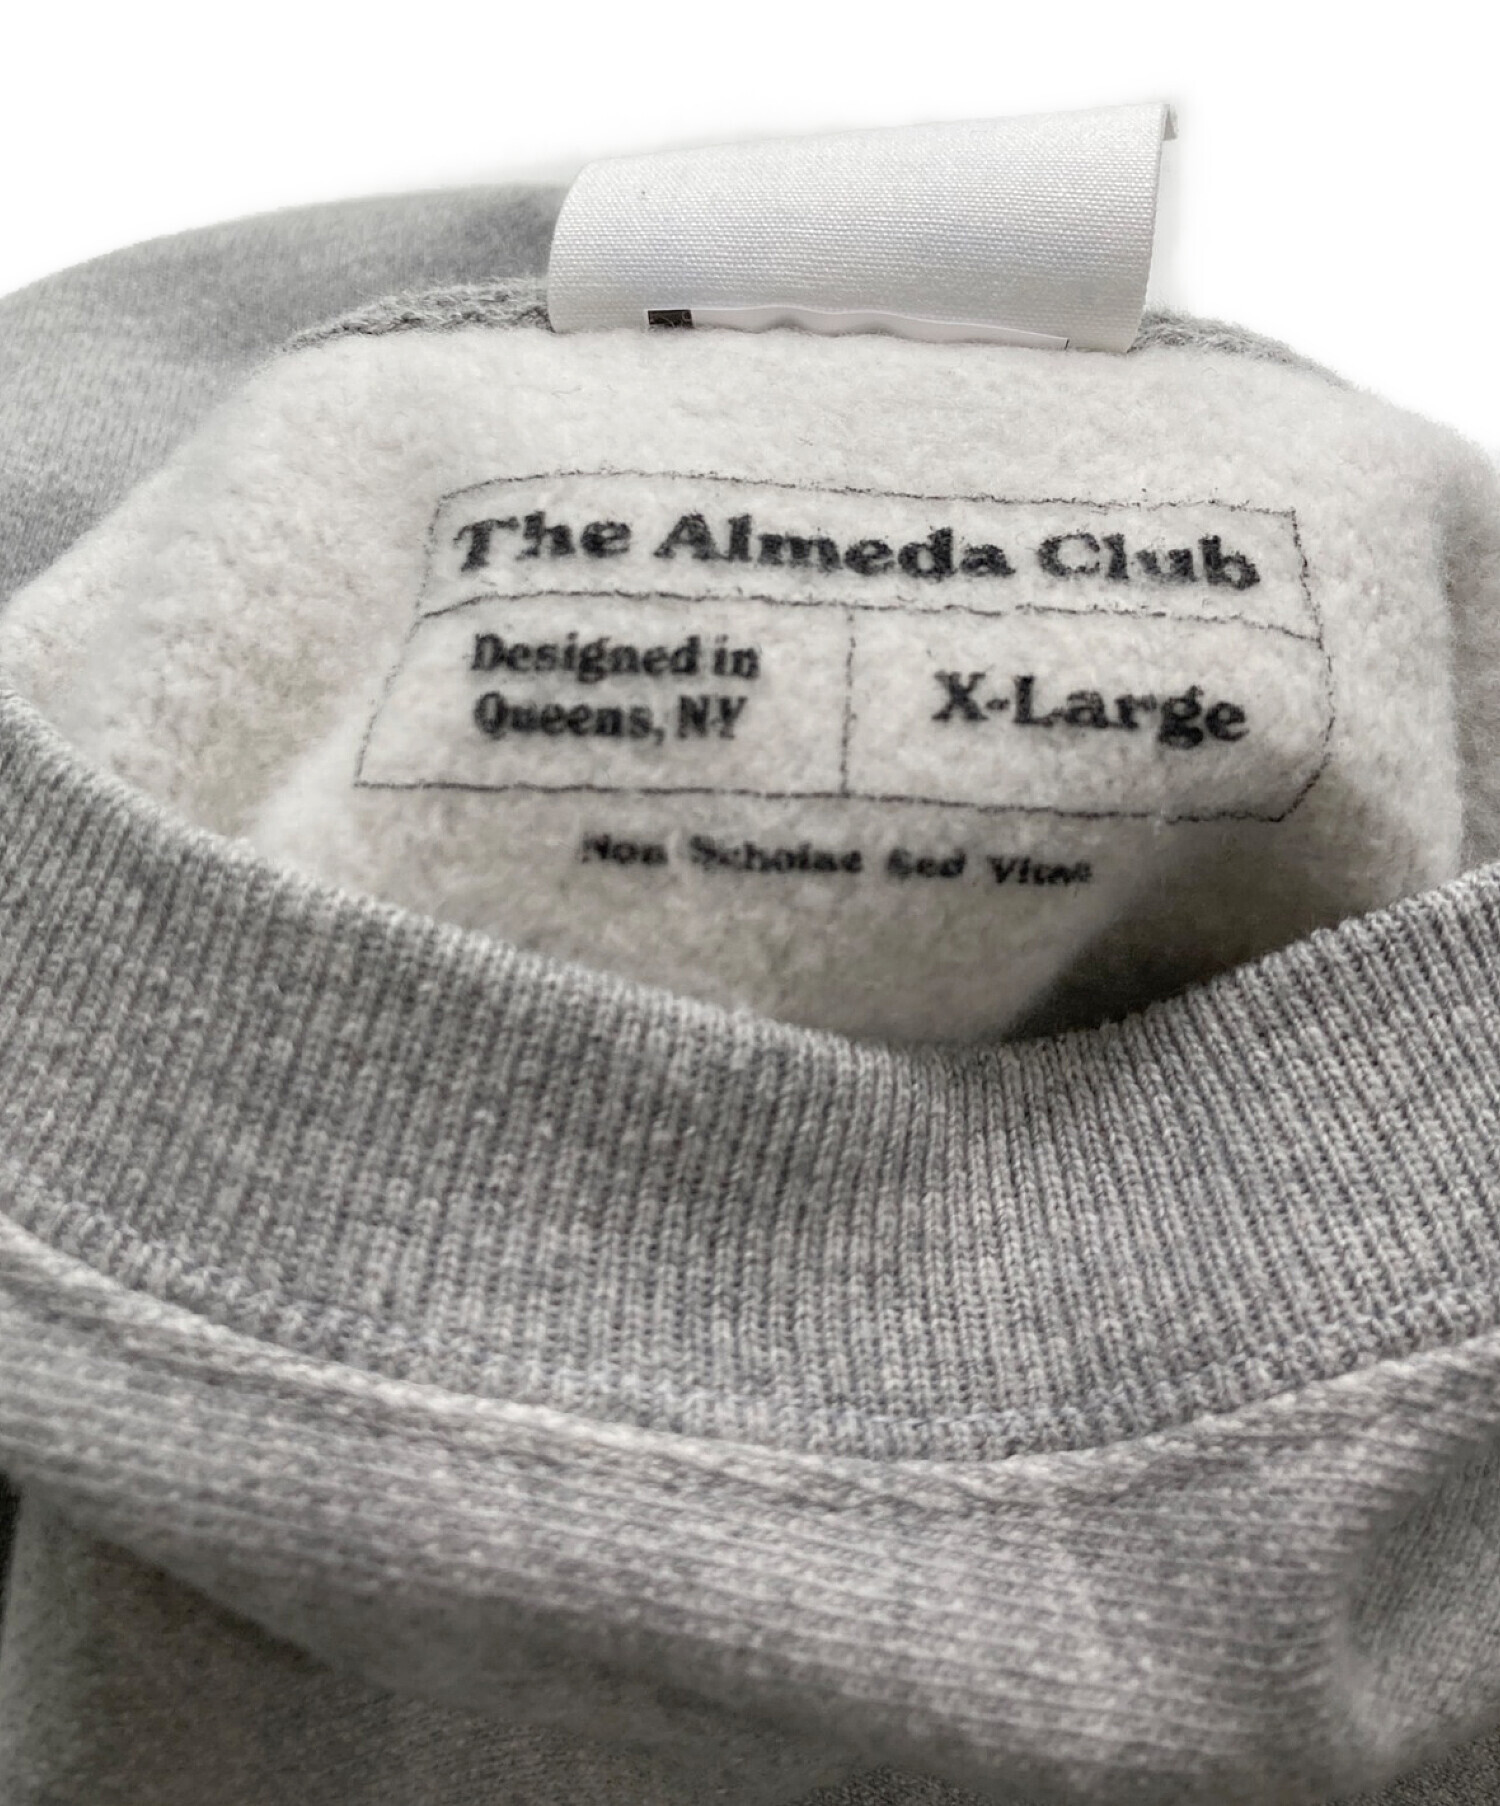 The Almeda Club
Designed in
Queens, NY
X-Large
Non Scholae Sed Vitae